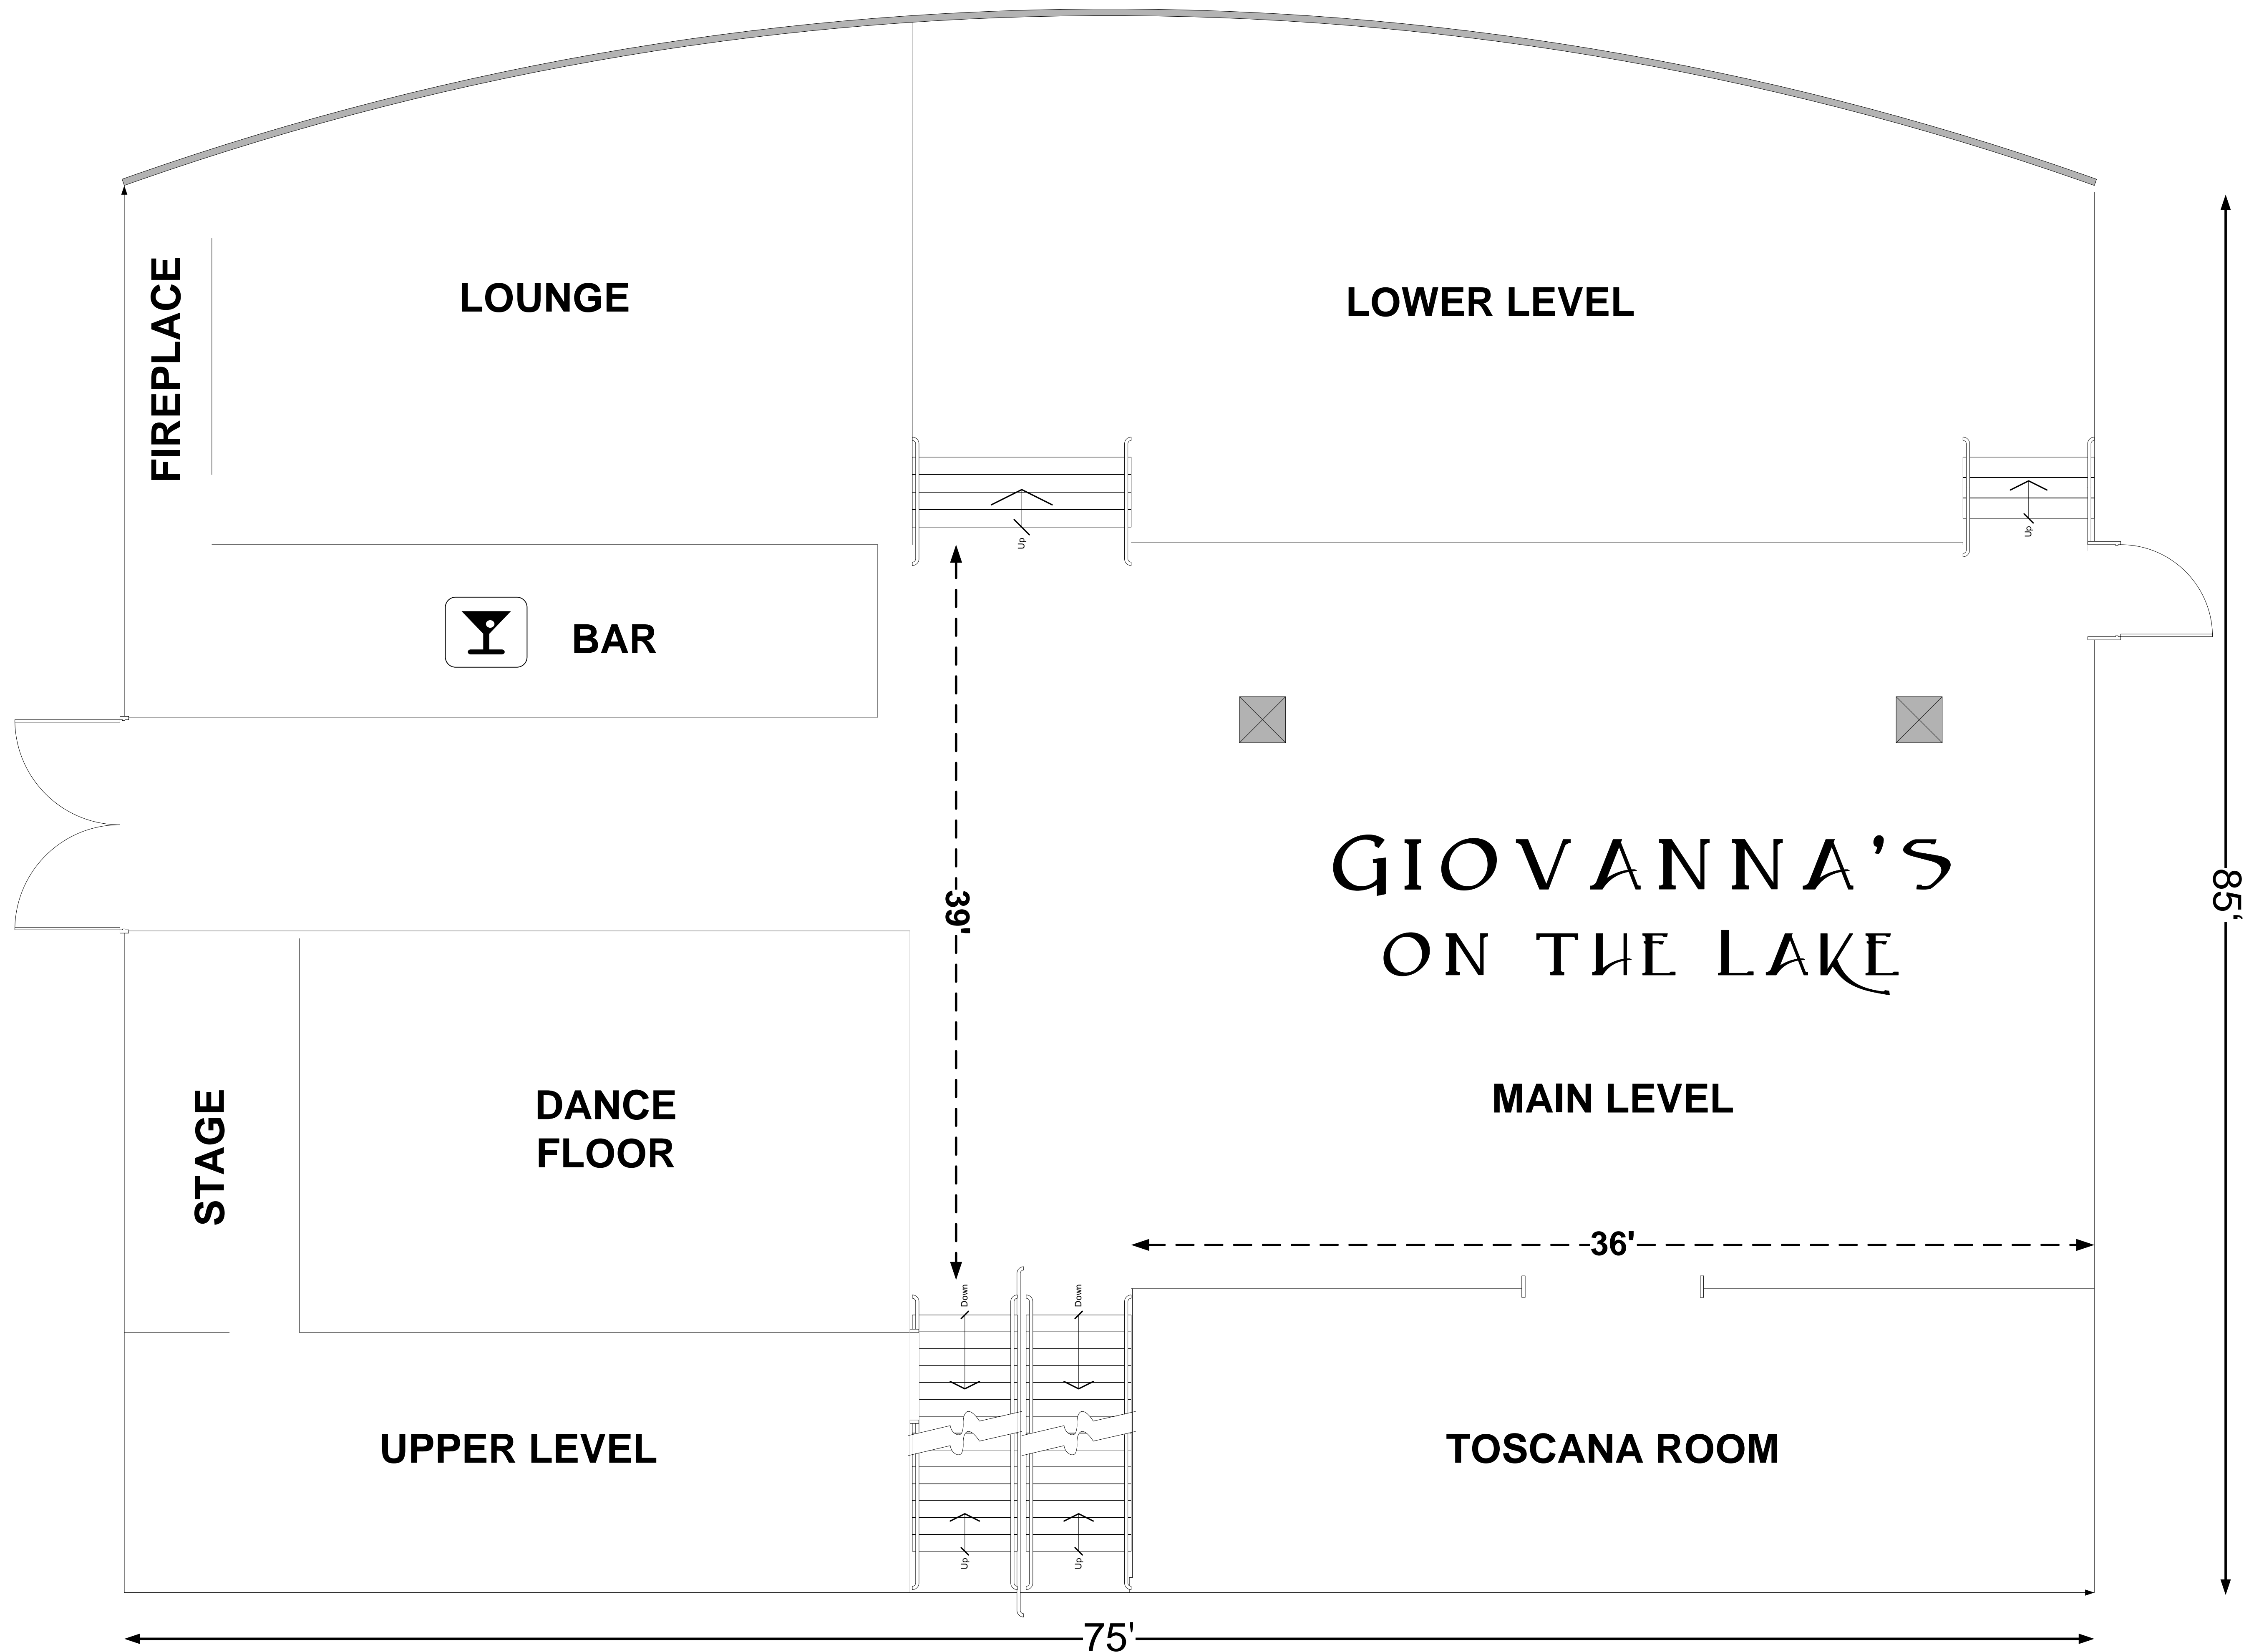 FIREPLACE
LOUNGE
LOWER LEVEL
Up
Up
BAR
39'
85'
GIOVANNA'S
ON THE LAKE
STAGE
DANCE
FLOOR
MAIN LEVEL
36'
Down
Down
UPPER LEVEL
TOSCANA ROOM
Up
Up
75'